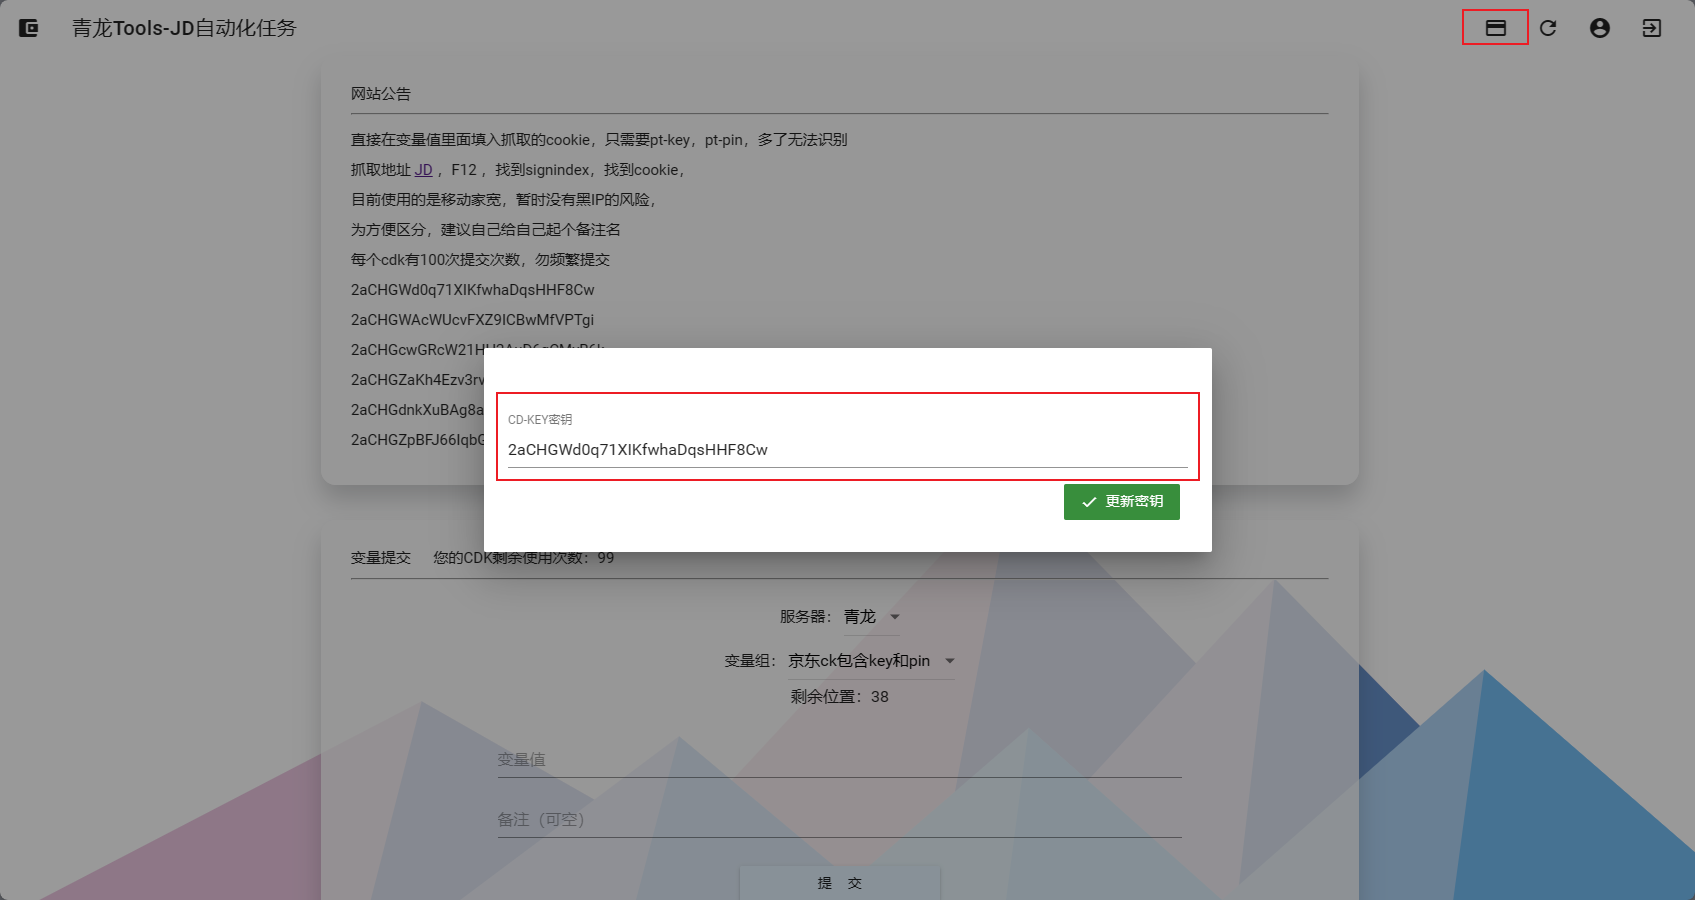 青龙Tools-JD自动化任务
网站公告
直接在变量值里面填入抓取的cookie，只需要pt-key，pt-pin，多了无法识别
抓取地址 JD ，F12 ，找到signindex，找到cookie，
目前使用的是移动家宽，暂时没有黑IP的风险，
为方便区分，建议自己给自己起个备注名
每个cdk有100次提交次数，勿频繁提交
2aCHGWd0q71XIKfwhaDqsHHF8Cw
2aCHGWAcWUcvFXZ9ICBwMfVPTgi
2aCHGcwGRcW21H
2aCHGZaKh4Ezv3rv
2aCHGdnkXuBAg8a
2aCHGZpBFJ66lqb
CD-KEY密钥
2aCHGWd0q71XIKfwhaDqsHHF8Cw
更新密钥
变量提交 您的CDK剩余使用次数：99
服务器： 青龙
变量组： 京东ck包含key和pin
剩余位置：38
变量值
备注（可空）
提 交